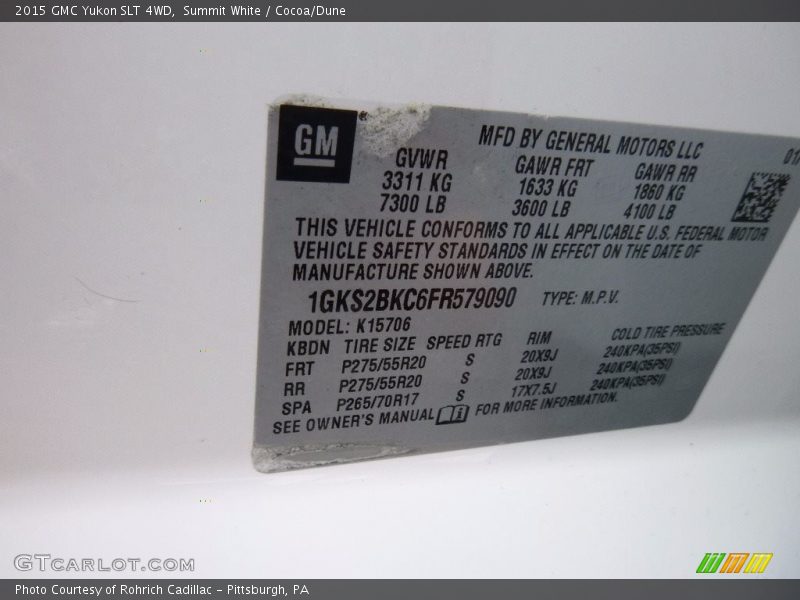 2015 GMC Yukon SLT 4WD, Summit White / Cocoa/Dune
GM
MFD BY GENERAL MOTORS LLC
GVWR GAWR FRT GAWR RR
3311 KG 1633 KG 1860 KG
7300 LB 3600 LB 4100 LB
THIS VEHICLE CONFORMS TO ALL APPLICABLE U.S. FEDERAL MOTOR
VEHICLE SAFETY STANDARDS IN EFFECT ON THE DATE OF
MANUFACTURE SHOWN ABOVE.
1GKS2BKC6FR579090 TYPE: M.P.V.
MODEL: K15706
KBDN TIRE SIZE SPEED RTG RIM COLD TIRE PRESSURE
FRT P275/55R20 S 20X9J 240KPA(35PSI)
RR P275/55R20 S 20X9J 240KPA(35PSI)
SPA P265/70R17 S 17X7.5J 240KPA(35PSI)
SEE OWNER'S MANUAL FOR MORE INFORMATION.
GTCARLOT.COM
Photo Courtesy of Rohrich Cadillac - Pittsburgh, PA